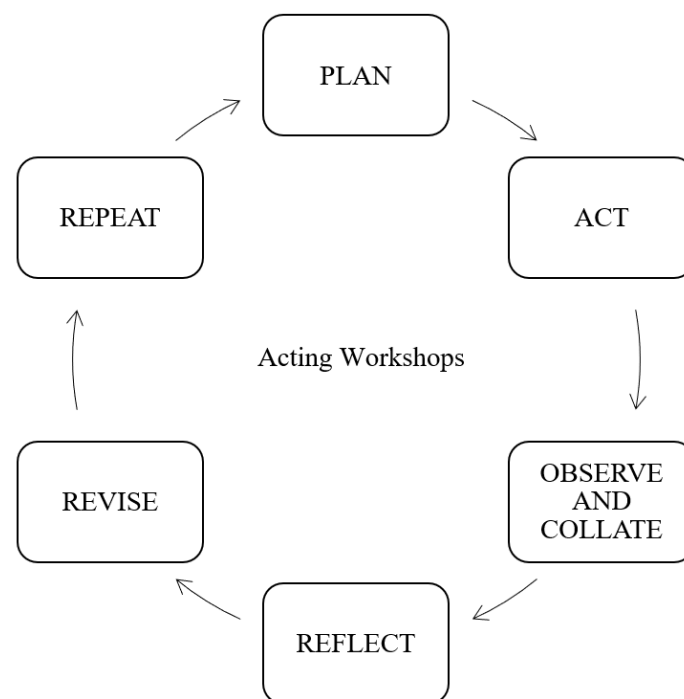 PLAN
ACT
OBSERVE
AND
COLLATE
REFLECT
REVISE
REPEAT
Acting Workshops